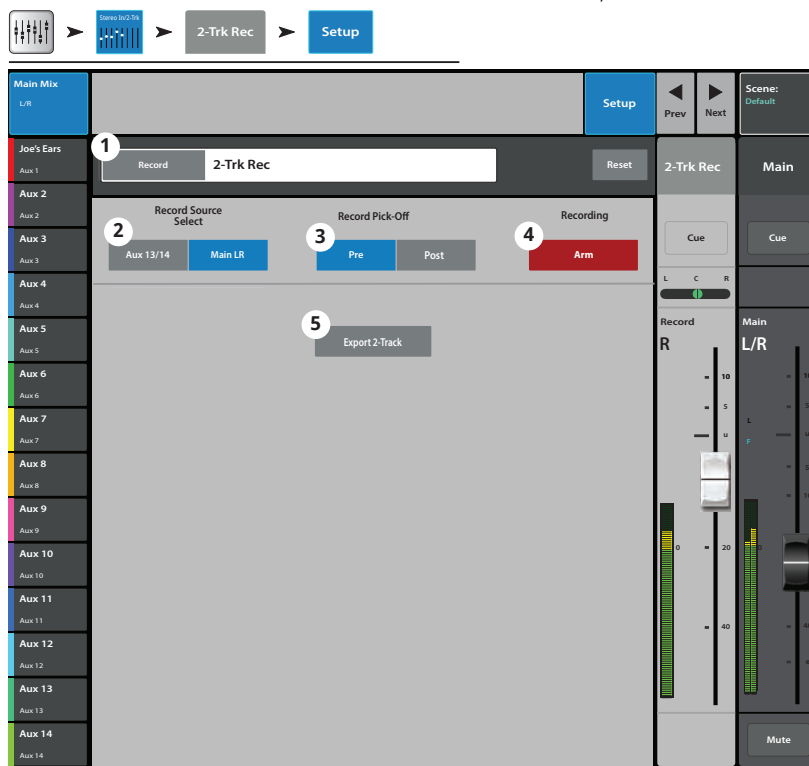 Stereo In/2-Trk
2-Trk Rec
Setup
Main Mix
L/R
Setup
Prev
Next
Scene:
Default
Joe's Ears
Aux 1
Aux 2
Aux 2
Aux 3
Aux 3
Aux 4
Aux 4
Aux 5
Aux 5
Aux 6
Aux 6
Aux 7
Aux 7
Aux 8
Aux 8
Aux 9
Aux 9
Aux 10
Aux 10
Aux 11
Aux 11
Aux 12
Aux 12
Aux 13
Aux 13
Aux 14
Aux 14
1
Record
2-Trk Rec
Reset
2
Record Source
Select
Aux 13/14
Main LR
3
Record Pick-Off
Pre
Post
4
Recording
Arm
5
Export 2-Track
2-Trk Rec
Cue
L C R
Record
R
10
5
U
0
20
40
Main
Cue
Main
L/R
L
F
0
Mute